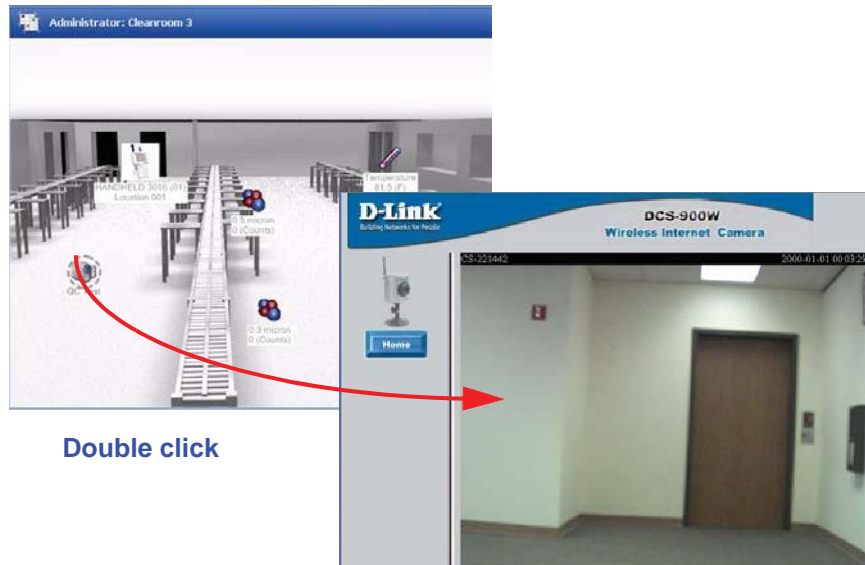 Administrator: Cleanroom 3
HANDHELD 3016 (01)
Location 001
Temperature
81.5 (F)
0.5 micron
0 (Counts)
QC
0.3 micron
0 (Counts)
Double click
D-Link
Building Networks for People
DCS-900W
Wireless Internet Camera
2000-01-01 00:03:29
Home